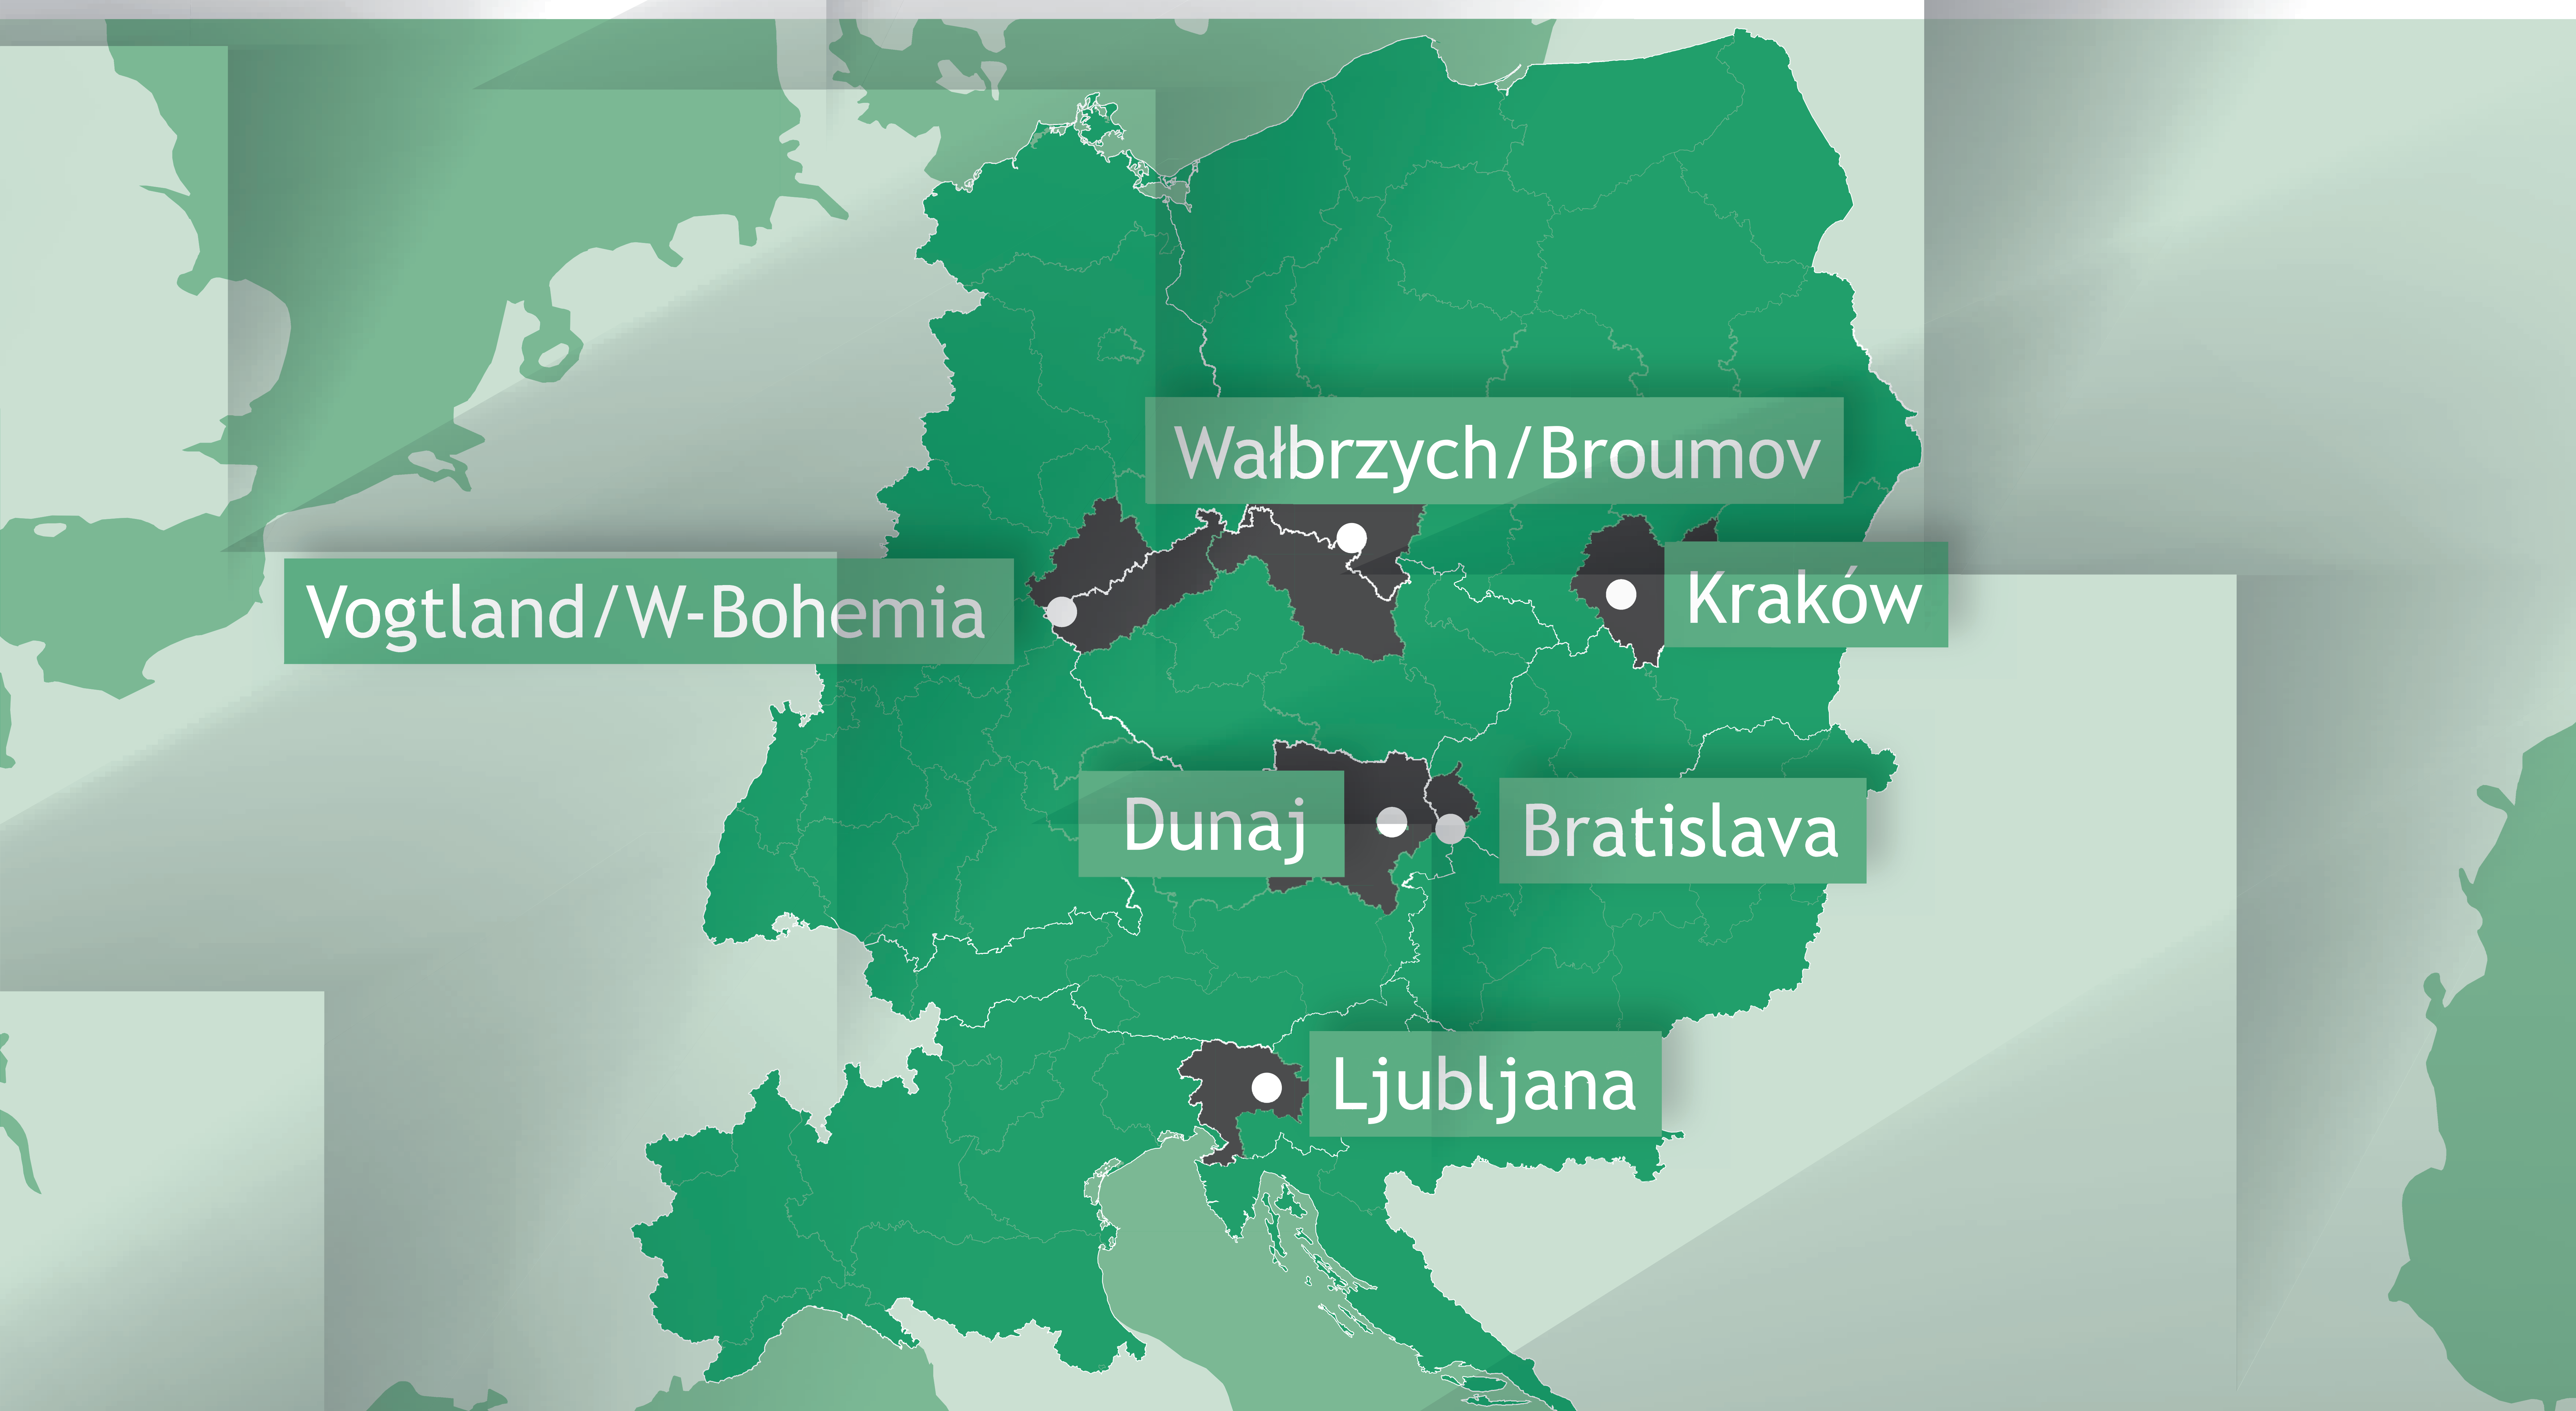 Wałbrzych/Broumov
Vogtland/W-Bohemia
Kraków
Dunaj
Bratislava
Ljubljana